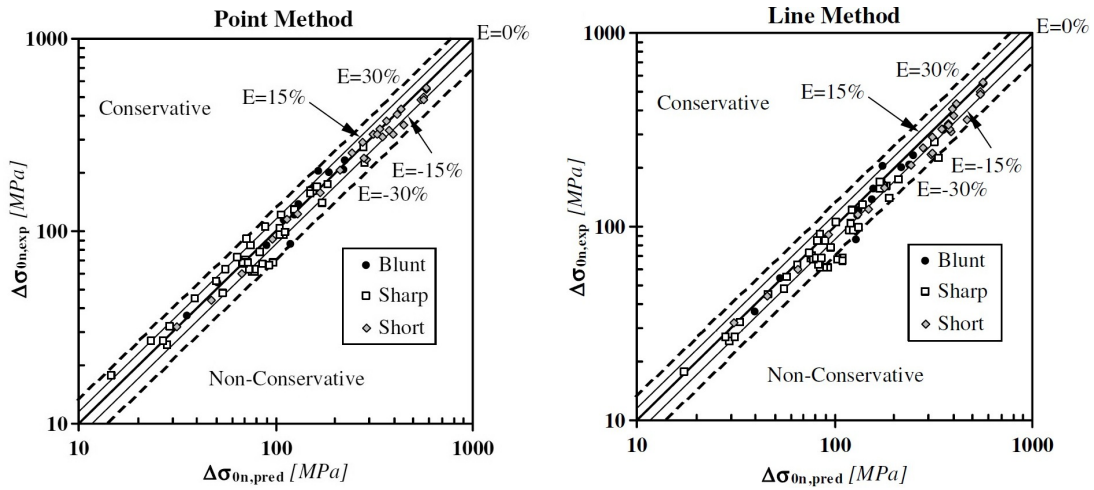 Point Method
1000
E=0%
E=30%
E=15%
Conservative
E=-15%
E=-30%
100
Δσ0n,exp [MPa]
Blunt
Sharp
Short
Non-Conservative
10
10
100
1000
Δσ0n,pred [MPa]
Line Method
1000
E=0%
E=30%
E=15%
Conservative
E=-15%
E=-30%
100
Δσ0n,exp [MPa]
Blunt
Sharp
Short
Non-Conservative
10
10
100
1000
Δσ0n,pred [MPa]